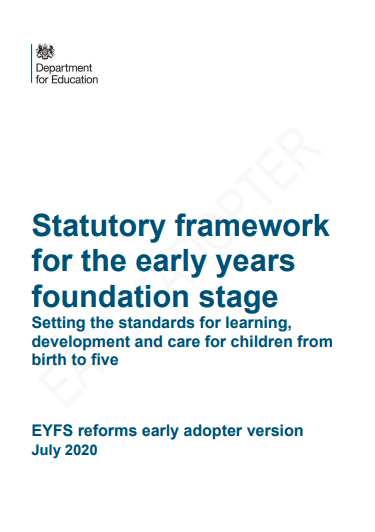 Department
for Education
EARLY ADOPTER
Statutory framework
for the early years
foundation stage
Setting the standards for learning,
development and care for children from
birth to five
EYFS reforms early adopter version
July 2020